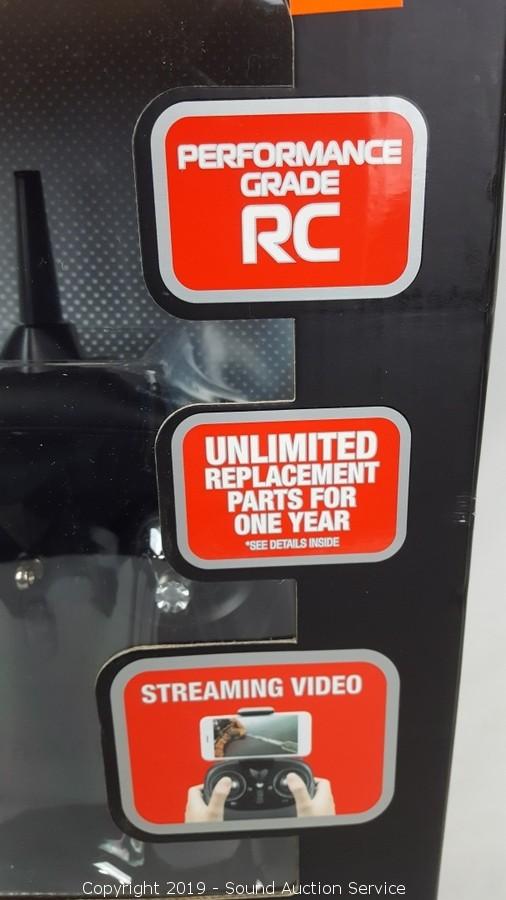 PERFORMANCE
GRADE
RC
UNLIMITED
REPLACEMENT
PARTS FOR
ONE YEAR
*SEE DETAILS INSIDE
STREAMING VIDEO
Copyright 2019 - Sound Auction Service